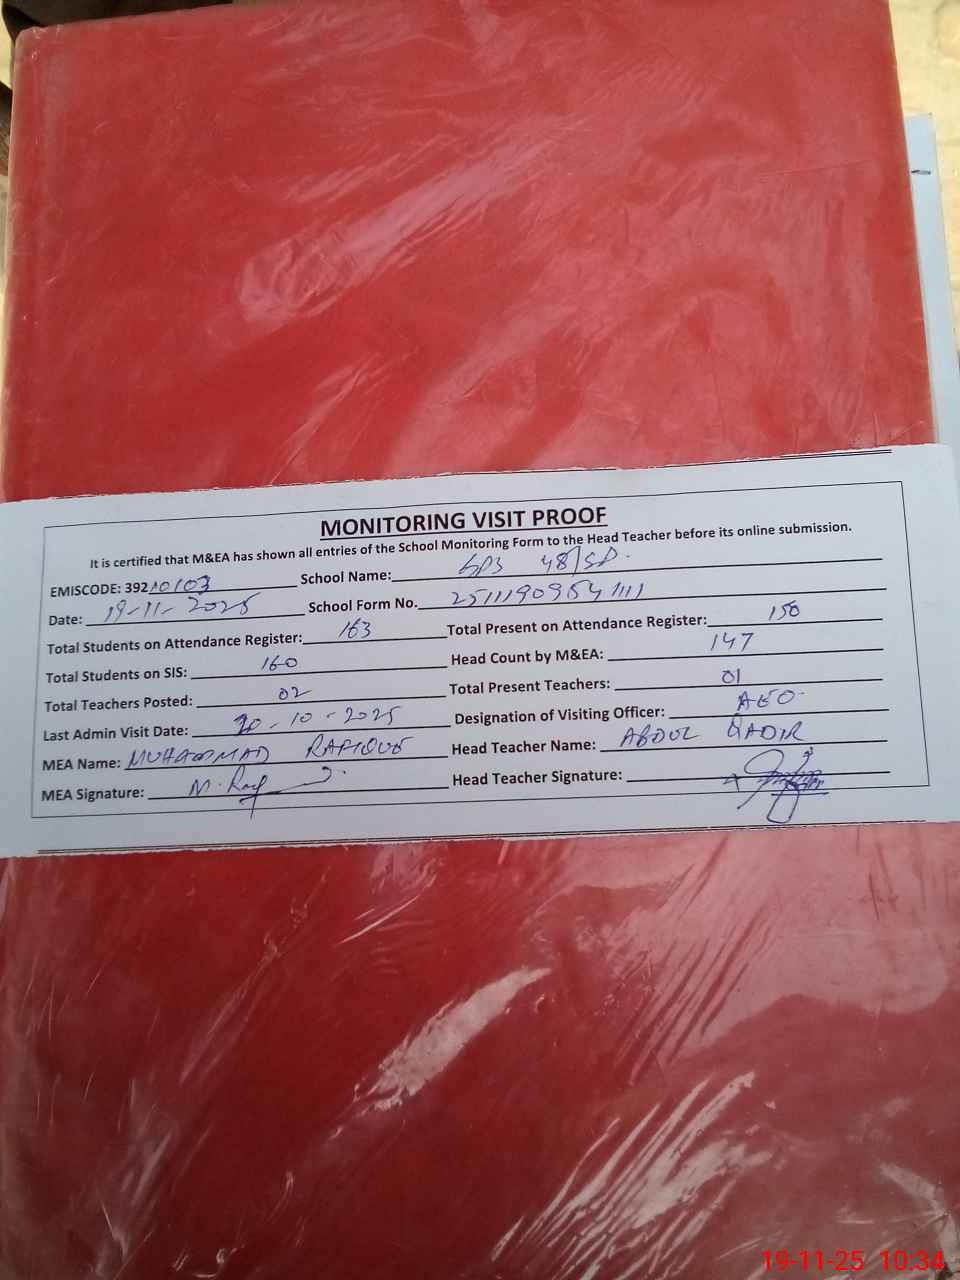 MONITORING VISIT PROOF
It is certified that M&EA has shown all entries of the School Monitoring Form to the Head Teacher before its online submission.
EMISCODE: 39210103 School Name: GPS 48/SP.
Date: 19-11-2025 School Form No. 2511190954111
Total Students on Attendance Register: 163 Total Present on Attendance Register: 150
Total Students on SIS: 160 Head Count by M&EA: 147
Total Teachers Posted: 02 Total Present Teachers: 01
Last Admin Visit Date: 20-10-2025 Designation of Visiting Officer: AEO
MEA Name: MUHAMMAD RAFIQUE Head Teacher Name: ABDUL QADIR
MEA Signature: M. Raf Head Teacher Signature:
19-11-25 10:34